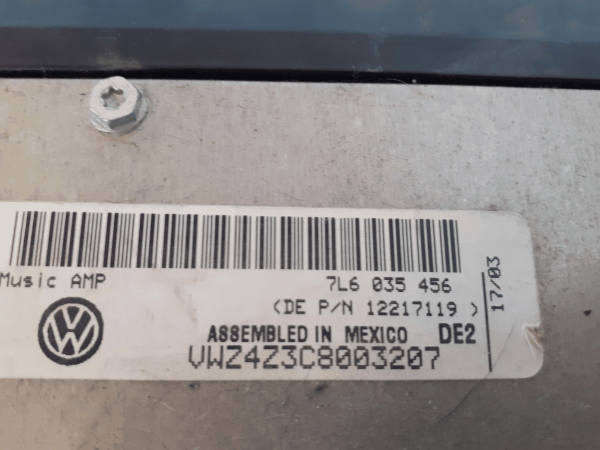 Music AMP 7L6 035 456
(DE P/N 12217119 )
ASSEMBLED IN MEXICO DE2
VWZ4Z3C8003207
17/03